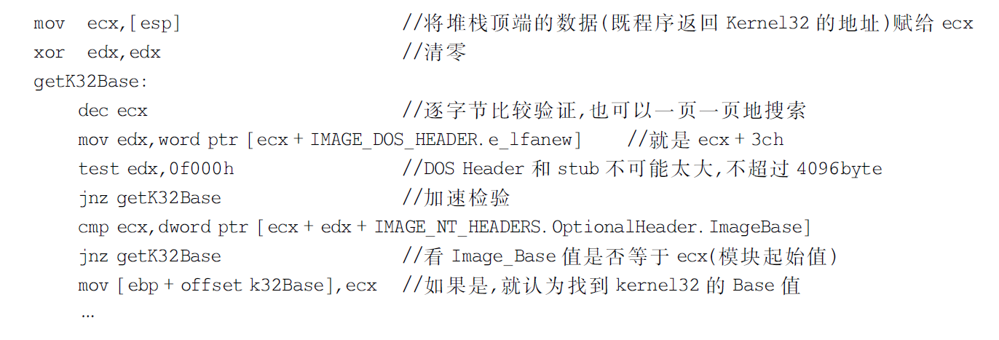 mov ecx,[esp] //将堆栈顶端的数据(既程序返回 Kernel32 的地址)赋给 ecx
xor edx,edx //清零
getK32Base:
dec ecx //逐字节比较验证,也可以一页一页地搜索
mov edx,word ptr [ecx+IMAGE_DOS_HEADER.e_lfanew] //就是 ecx+3ch
test edx,0f000h //DOS Header 和 stub 不可能太大,不超过 4096byte
jnz getK32Base //加速检验
cmp ecx,dword ptr [ecx+edx+IMAGE_NT_HEADERS.OptionalHeader.ImageBase]
jnz getK32Base //看 Image_Base 值是否等于 ecx(模块起始值)
mov [ebp+offset k32Base],ecx //如果是,就认为找到 kernel32 的 Base 值
…